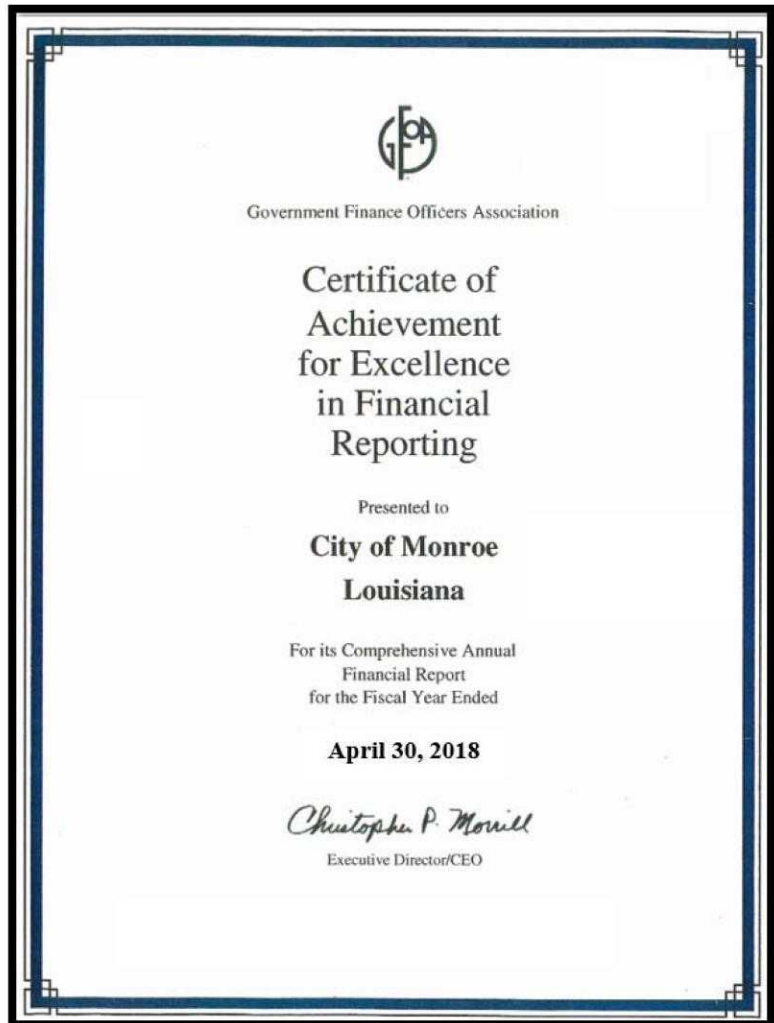 GFOA
Government Finance Officers Association
Certificate of
Achievement
for Excellence
in Financial
Reporting
Presented to
City of Monroe
Louisiana
For its Comprehensive Annual
Financial Report
for the Fiscal Year Ended
April 30, 2018
Christopher P. Morrill
Executive Director/CEO